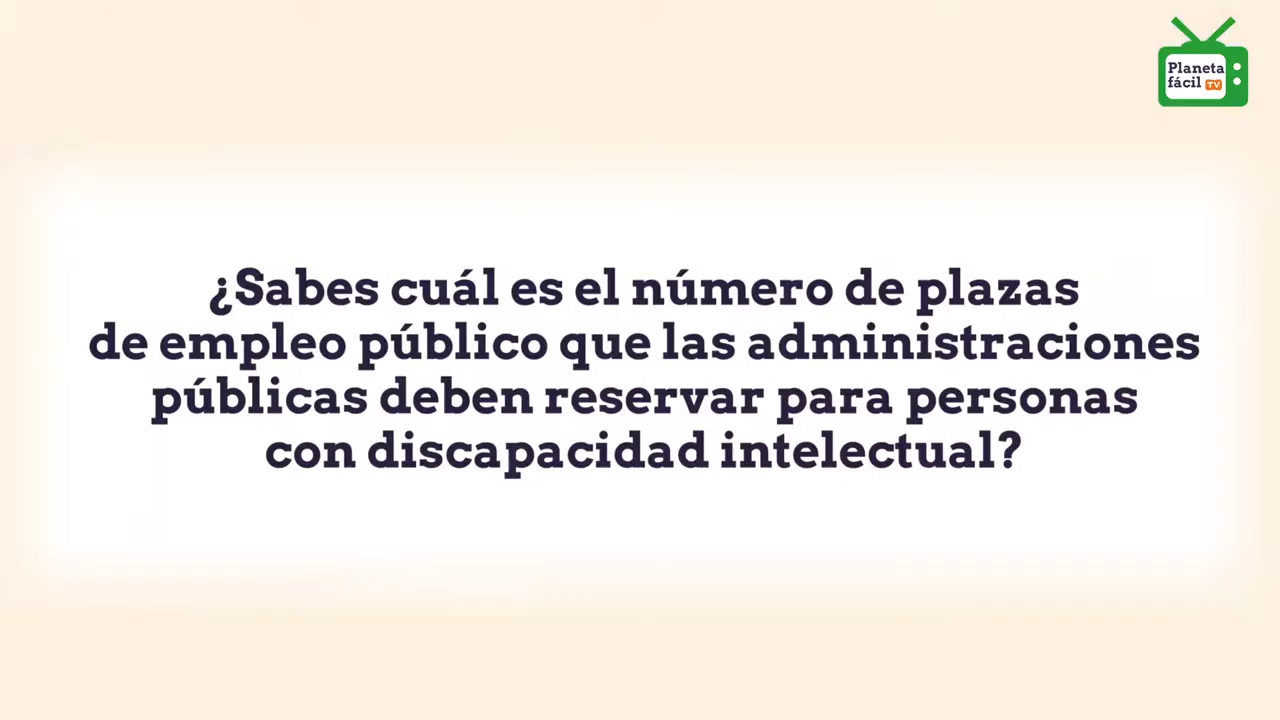 Planeta
fácil TV
¿Sabes cuál es el número de plazas
de empleo público que las administraciones
públicas deben reservar para personas
con discapacidad intelectual?